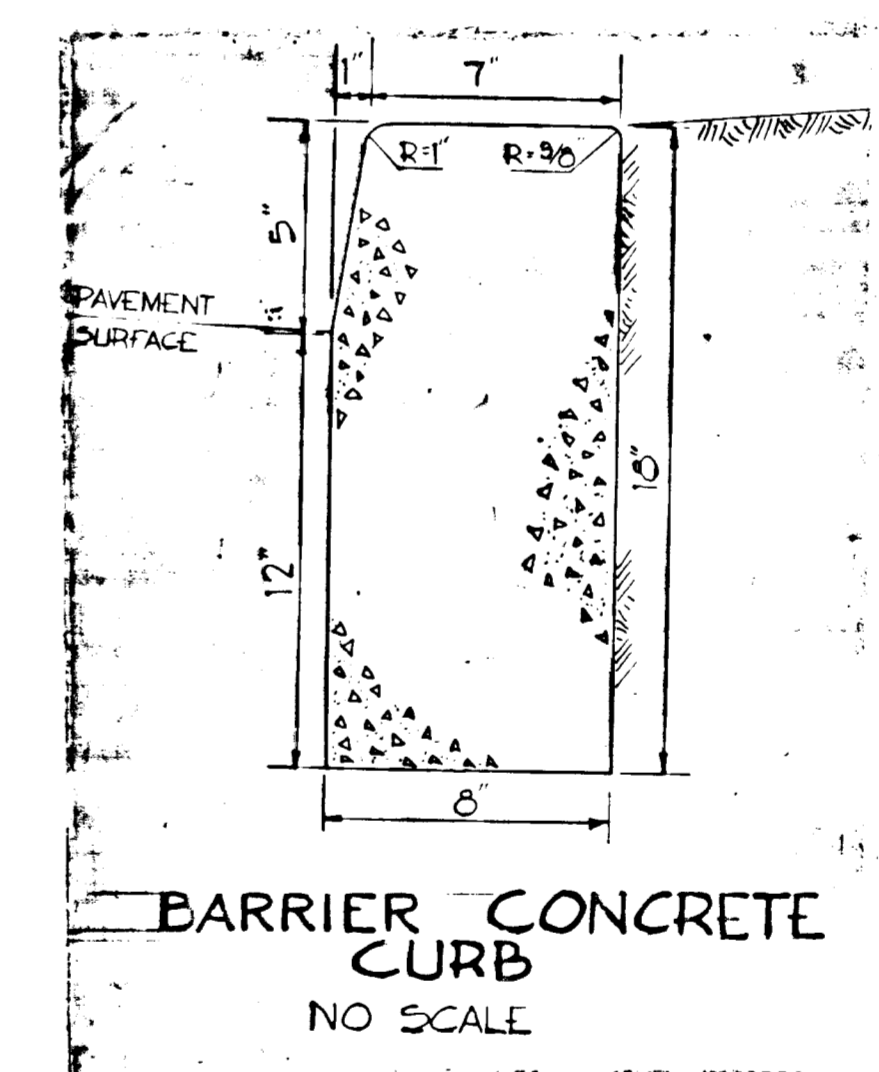 1" 7"
R=1" R=3/8"
5"
PAVEMENT
SURFACE
18"
12"
8"
BARRIER CONCRETE
CURB
NO SCALE